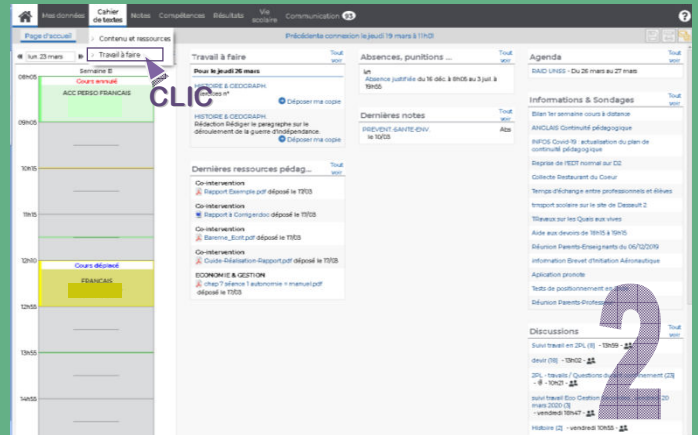 Mes données
Cahier de textes
Notes
Compétences
Résultats
Vie scolaire
Communication 93
Page d'accueil
Contenu et ressources
Travail à faire
Précédente connexion le jeudi 19 mars à 11h01
CLIC
lun. 23 mars
Semaine B
08h05
Cours annulé
ACC PERSO FRANCAIS
09h05
10h15
11h15
12h10
Cours déplacé
FRANCAIS
12h55
13h55
14h55
Travail à faire
Tout voir
Pour le jeudi 26 mars
HISTOIRE & GEOGRAPH.
Exercices n°
Déposer ma copie
HISTOIRE & GEOGRAPH.
Rédaction Rédiger le paragraphe sur le
déroulement de la guerre d'indépendance.
Déposer ma copie
Dernières ressources pédag...
Tout voir
Co-intervention
Rapport Exemple.pdf déposé le 17/03
Co-intervention
Rapport à Corriger.doc déposé le 17/03
Co-intervention
Bareme_Ecrit.pdf déposé le 17/03
Co-intervention
Guide-Réalisation-Rapport.pdf déposé le 17/03
ECONOMIE & GESTION
chap 7 séance 1 autonomie > manuel.pdf
déposé le 17/03
Absences, punitions ...
Tout voir
Absence justifiée du 16 déc. à 8h05 au 3 juil. à
19h55
Dernières notes
Tout voir
PREVENT.-SANTE-ENV.
Abs
le 10/03
Agenda
Tout voir
RAID UNSS - Du 26 mars au 27 mars
Informations & Sondages
Tout voir
Bilan 1er semaine cours à distance
ANGLAIS Continuité pédagogique
INFOS Covid-19 : actualisation du plan de
continuité pédagogique
Reprise de l'EDT normal sur D2
Collecte Restaurant du Coeur
Temps d'échange entre professionnels et élèves
trnsport scolaire sur le site de Dassault 2
TRavaux sur les Quais aux vives
Aide aux devoirs de 18H15 à 19H15
Réunion Parents-Enseignants du 06/12/2019
information Brevet d'Initiation Aéronautique
Aplication pronote
Tests de positionnement en
Réunion Parents-Professeur
Discussions
Tout voir
Suivi travail en 2PL (9) - 13h59 -
devir (18) - 13h02 -
2PL - travails / Questions du
(23)
- 10h21 -
suivi travail Eco Gestion
20
mars 2020 (3)
- vendredi 18h47 -
Histoire (2) - vendredi 10h53 -
2